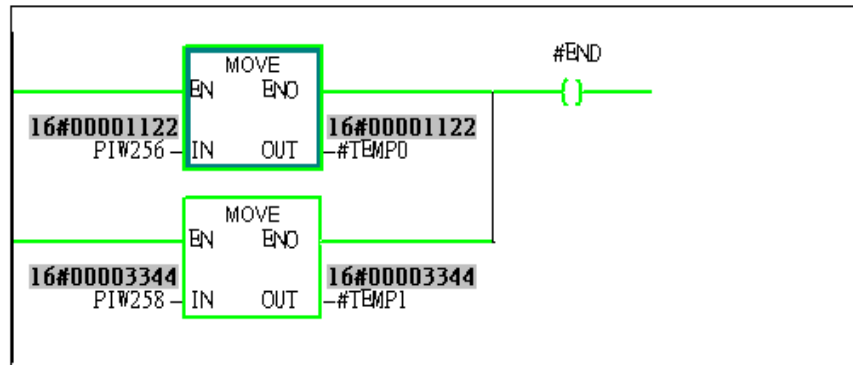 #END
MOVE
EN ENO
16#00001122 16#00001122
PIW256 IN OUT #TEMP0
MOVE
EN ENO
16#00003344 16#00003344
PIW258 IN OUT #TEMP1